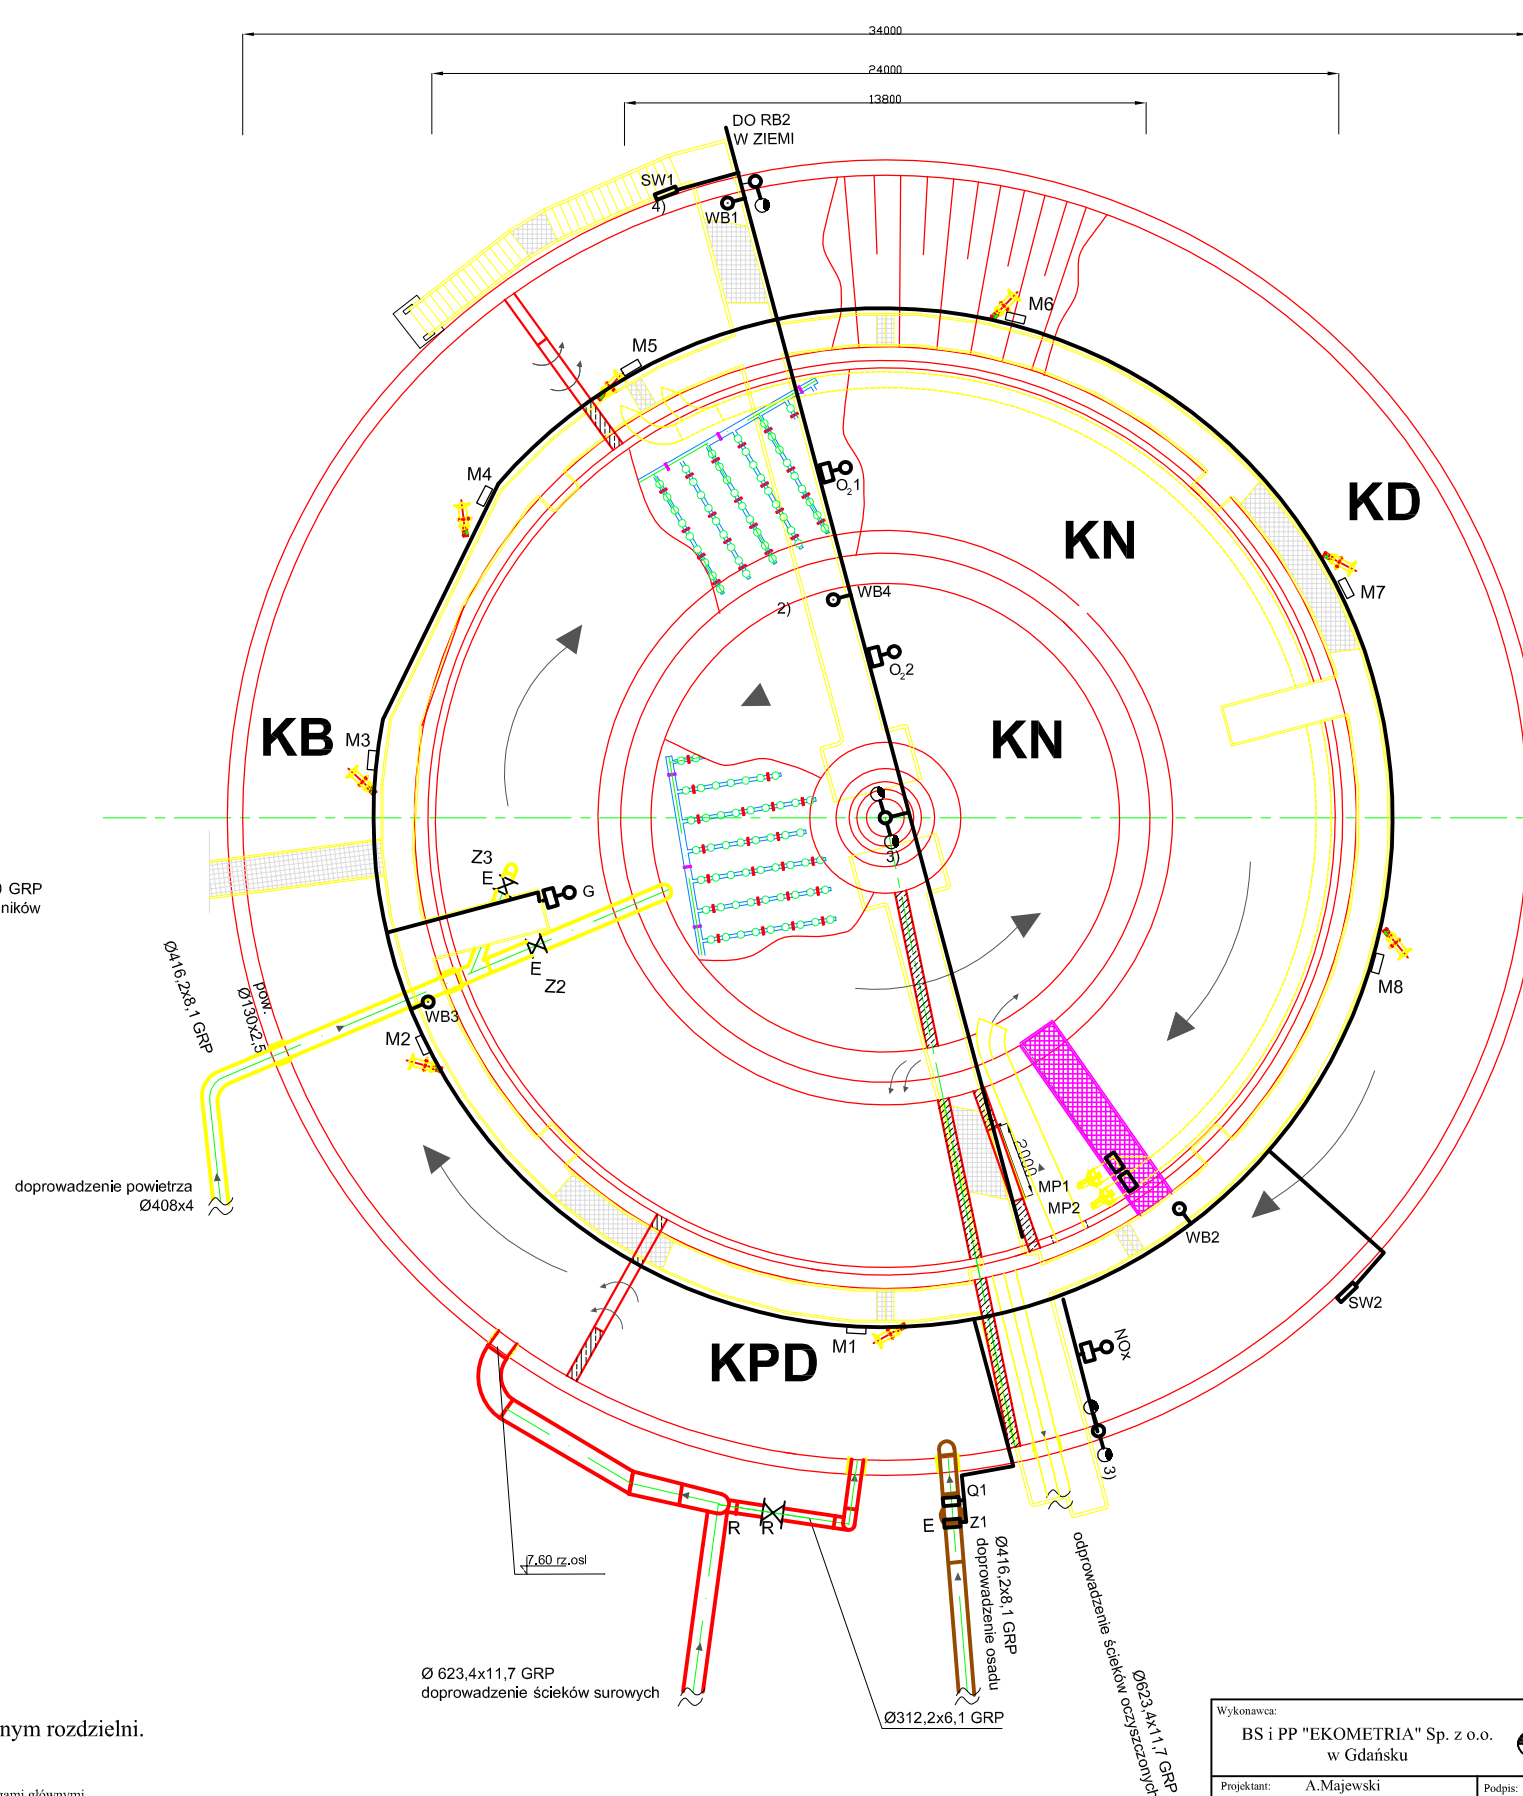 34000
24000
13800
DO RB2
W ZIEMI
SW1
4)
WB1
M6
M5
M4
O21
KD
KN
M7
WB4
2)
O22
KB
M3
KN
3)
Z3
E
G
GRP
ników
Ø416,2x8,1 GRP
pow.
Ø130x2,5
E
Z2
WB3
M2
M8
doprowadzenie powietrza
Ø408x4
2000
MP1
MP2
WB2
SW2
M1
KPD
NOx
3)
Q1
E
Z1
R
R
7.60 rz.osl
Ø416,2x8,1 GRP
doprowadzenie osadu
odprowadzenie ścieków oczyszczonych
Ø623,4x11,7 GRP
Ø 623,4x11,7 GRP
doprowadzenie ścieków surowych
Ø312,2x6,1 GRP
nym rozdzielni.
Wykonawca:
BS i PP "EKOMETRIA" Sp. z o.o.
w Gdańsku
Projektant: A.Majewski Podpis:
gami głównymi